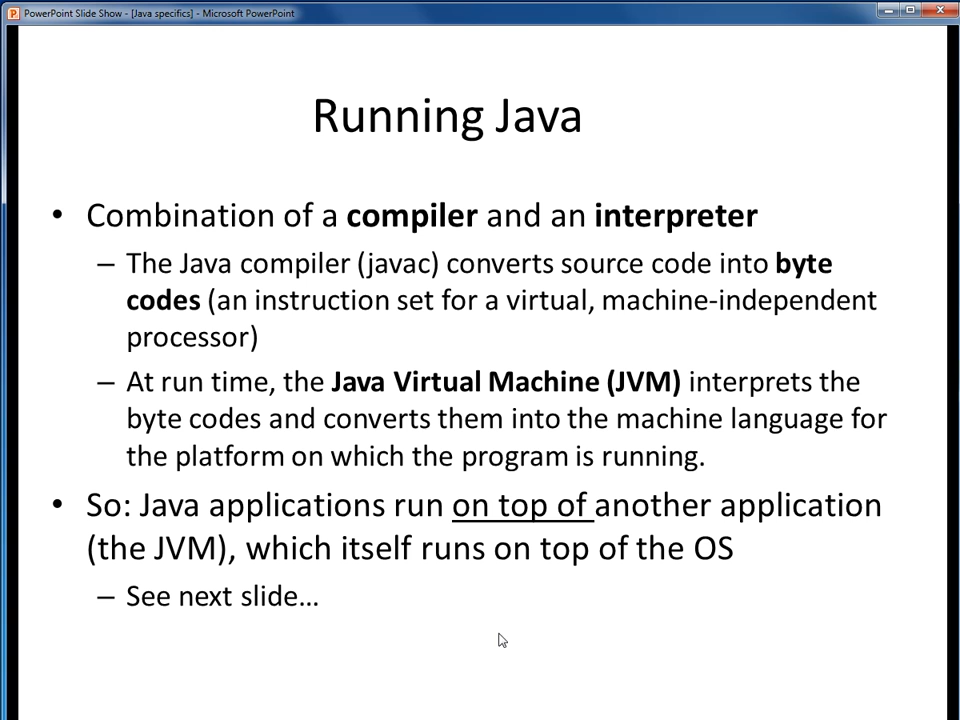 PowerPoint Slide Show - [Java specifics] - Microsoft PowerPoint
Running Java
• Combination of a compiler and an interpreter
– The Java compiler (javac) converts source code into byte
codes (an instruction set for a virtual, machine-independent
processor)
– At run time, the Java Virtual Machine (JVM) interprets the
byte codes and converts them into the machine language for
the platform on which the program is running.
• So: Java applications run on top of another application
(the JVM), which itself runs on top of the OS
– See next slide…